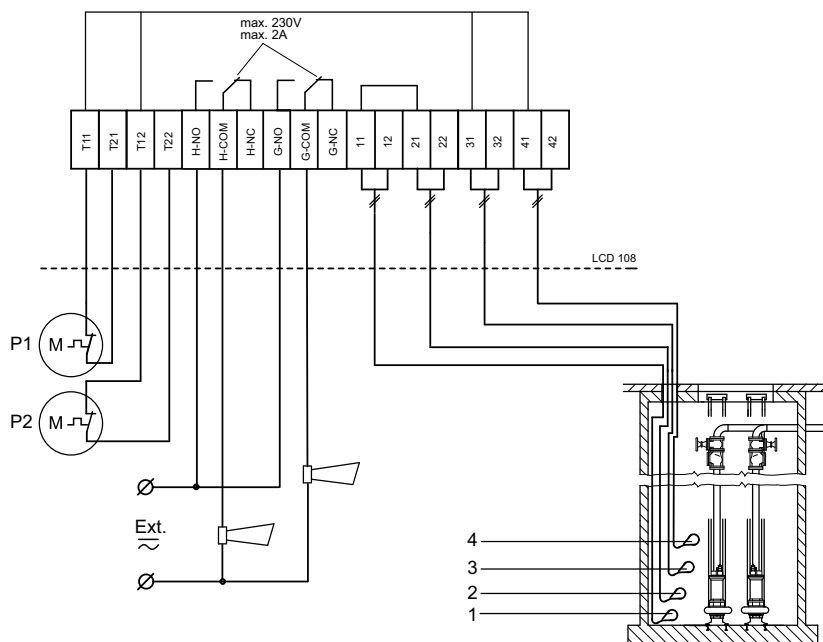 max. 230V
max. 2A
T11
T21
T12
T22
H-NO
H-COM
H-NC
G-NO
G-COM
G-NC
11
12
21
22
31
32
41
42
LCD 108
P1
M
P2
M
Ext.
4
3
2
1